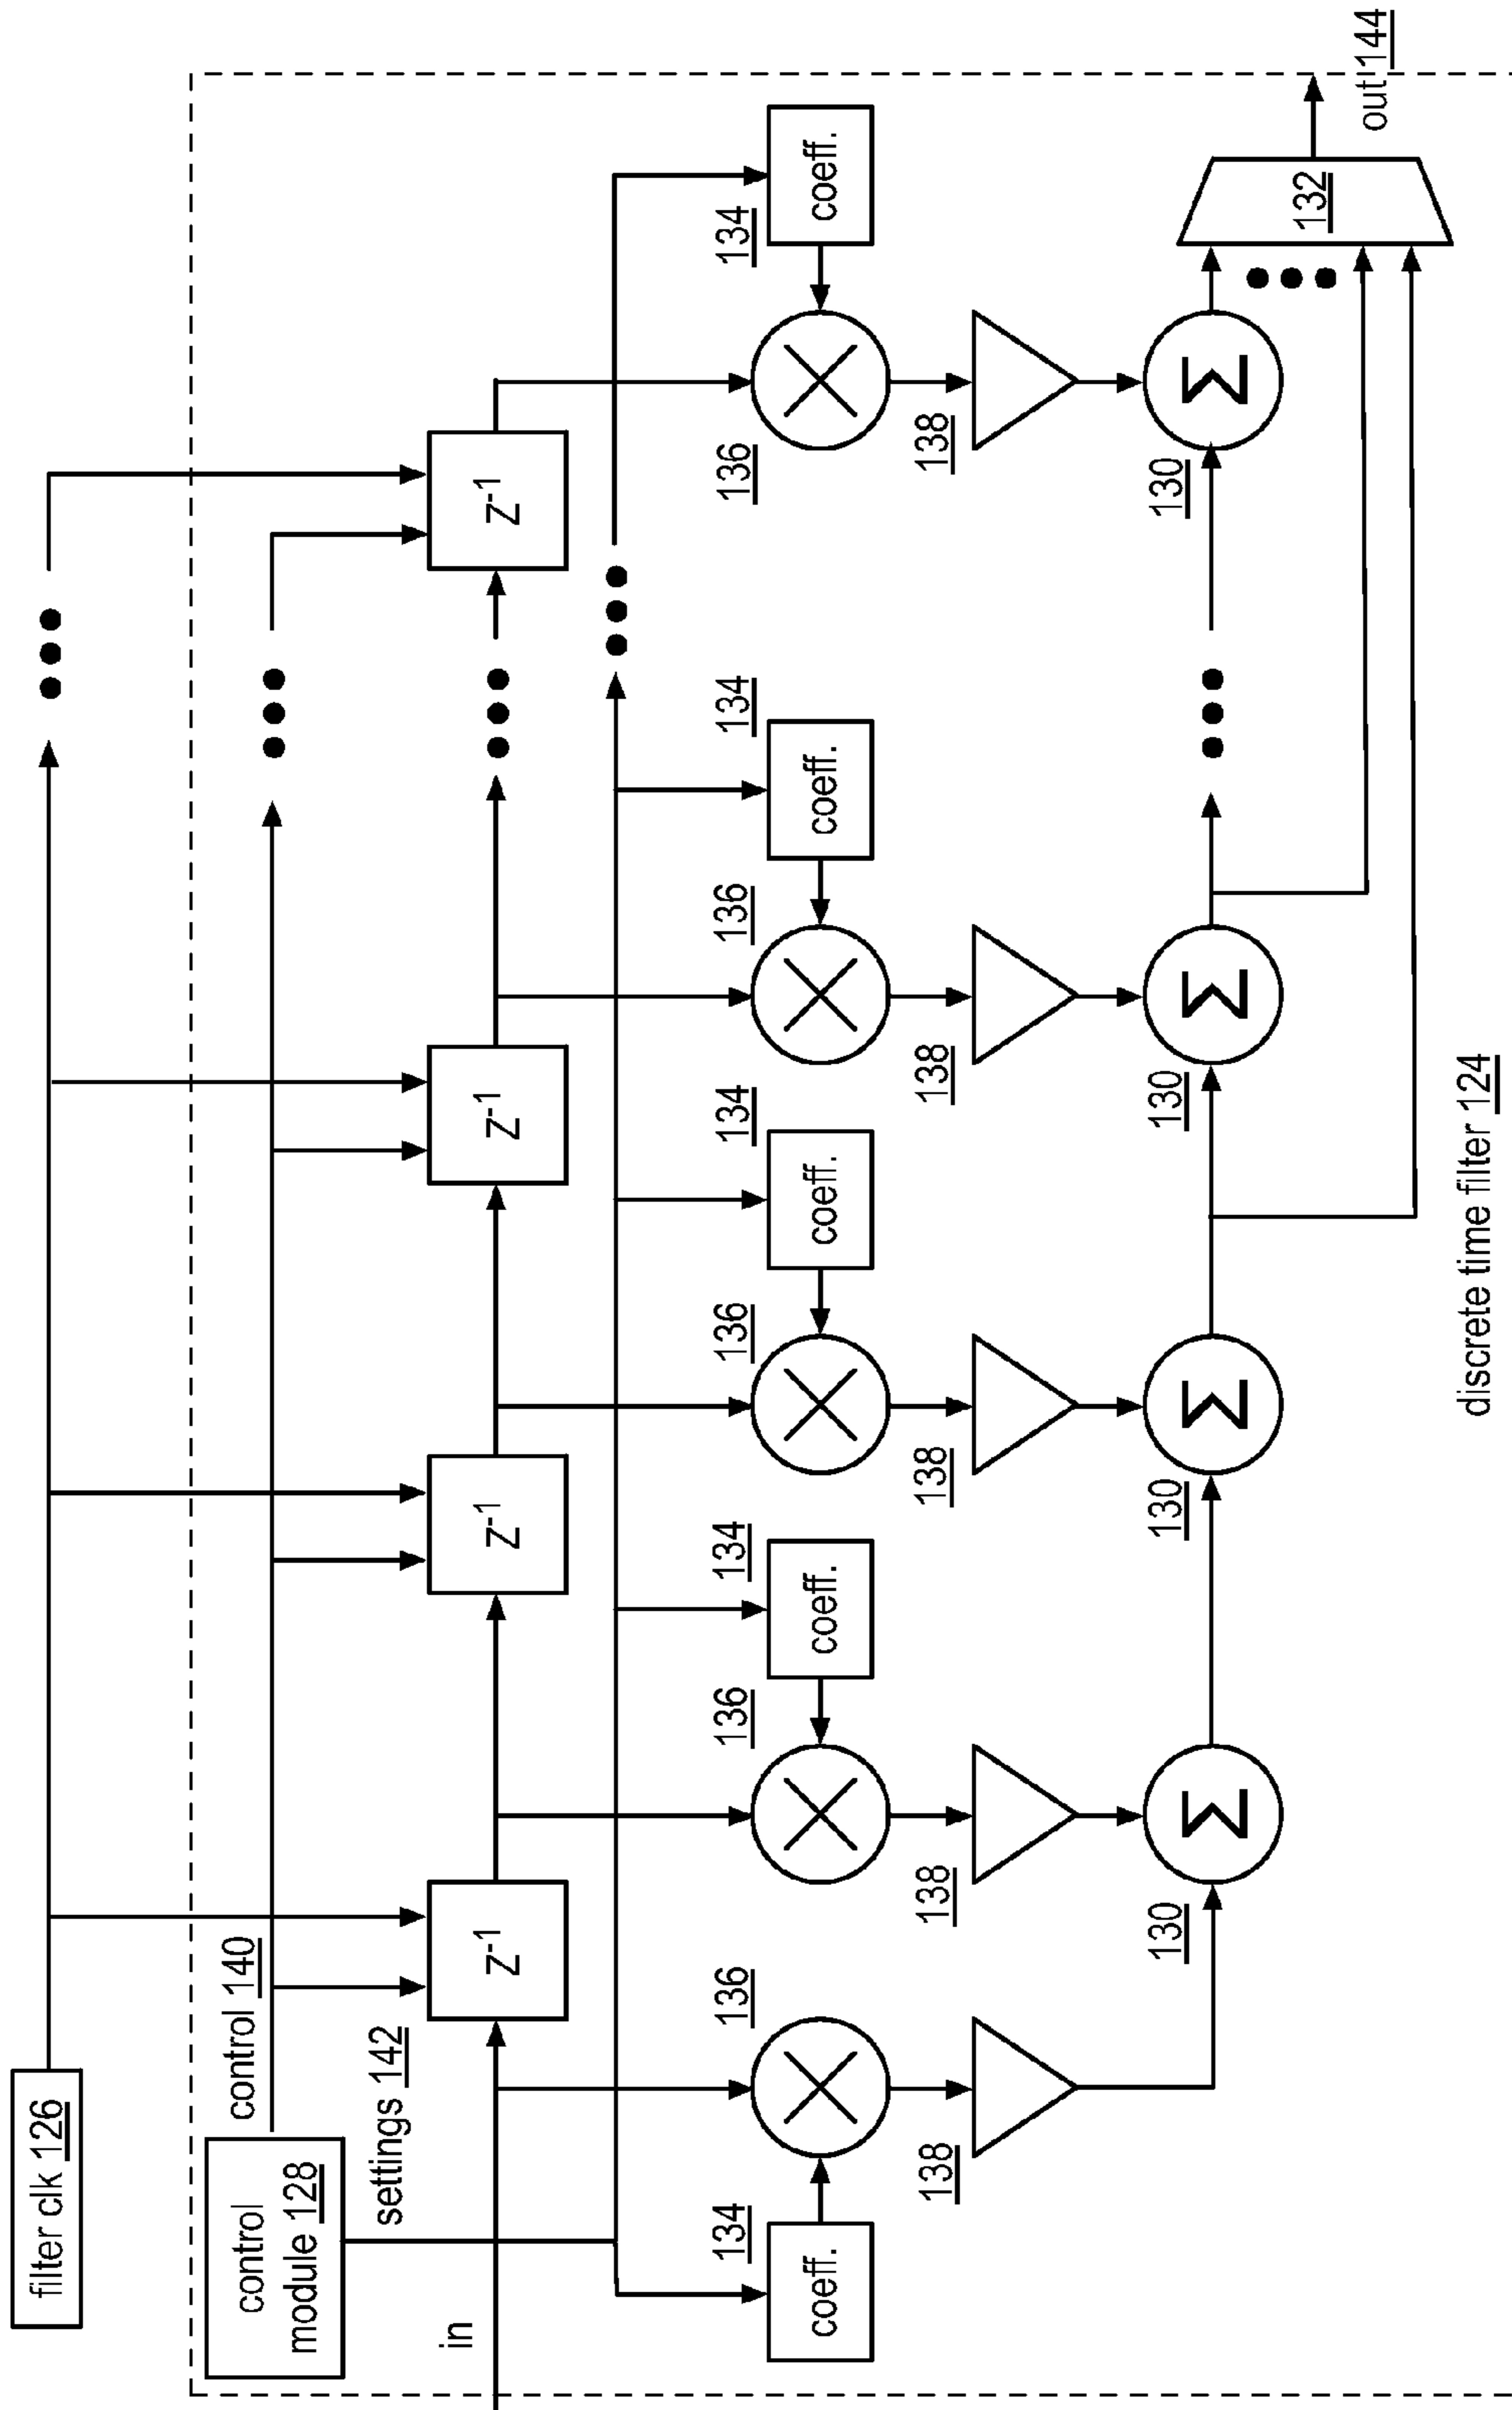 filter clk 126
control
module 128
control 140
settings 142
in
Z-1
Z-1
Z-1
Z-1
134
coeff.
136
134
coeff.
136
134
coeff.
136
134
coeff.
136
134
coeff.
136
138
138
138
138
138
130
Σ
130
Σ
130
Σ
130
Σ
132
out 144
discrete time filter 124